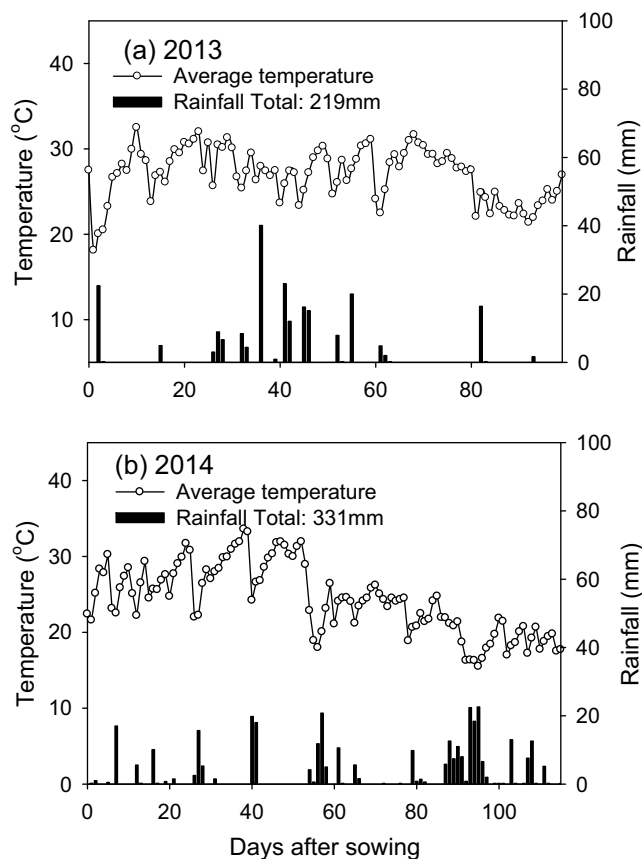 (a) 2013
Average temperature
Rainfall Total: 219mm
Temperature (°C)
40
30
20
10
100
80
60
40
20
0
Rainfall (mm)
0 20 40 60 80
(b) 2014
Average temperature
Rainfall Total: 331mm
Temperature (°C)
40
30
20
10
0
100
80
60
40
20
0
Rainfall (mm)
0 20 40 60 80 100
Days after sowing